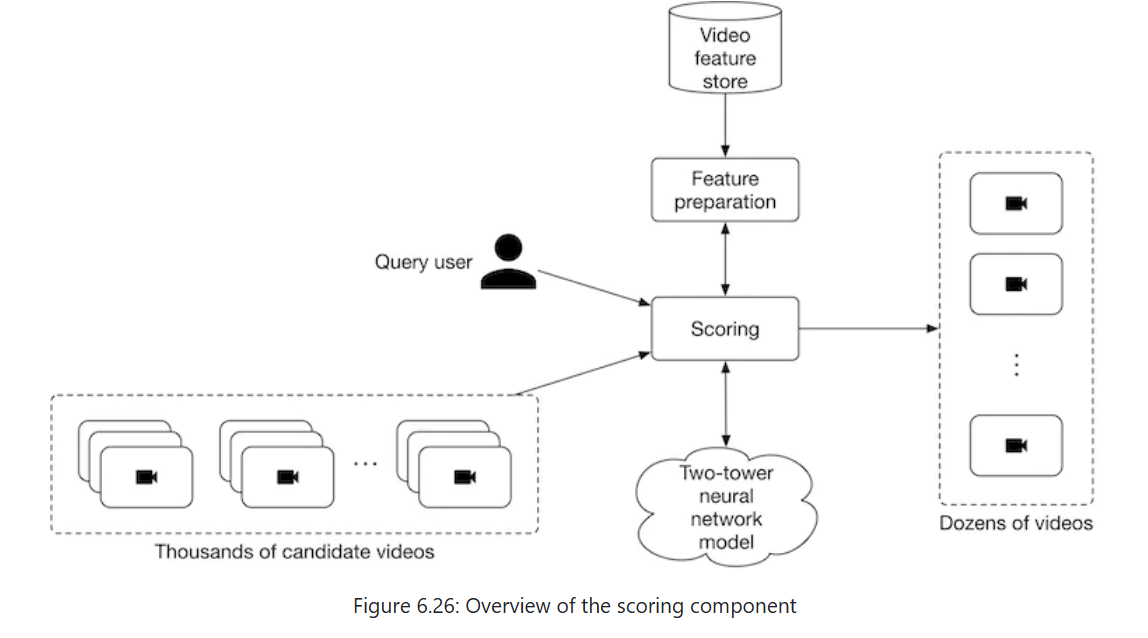 Video
feature
store
Feature
preparation
Query user
Scoring
...
Two-tower
neural
network
model
Thousands of candidate videos
Dozens of videos
Figure 6.26: Overview of the scoring component